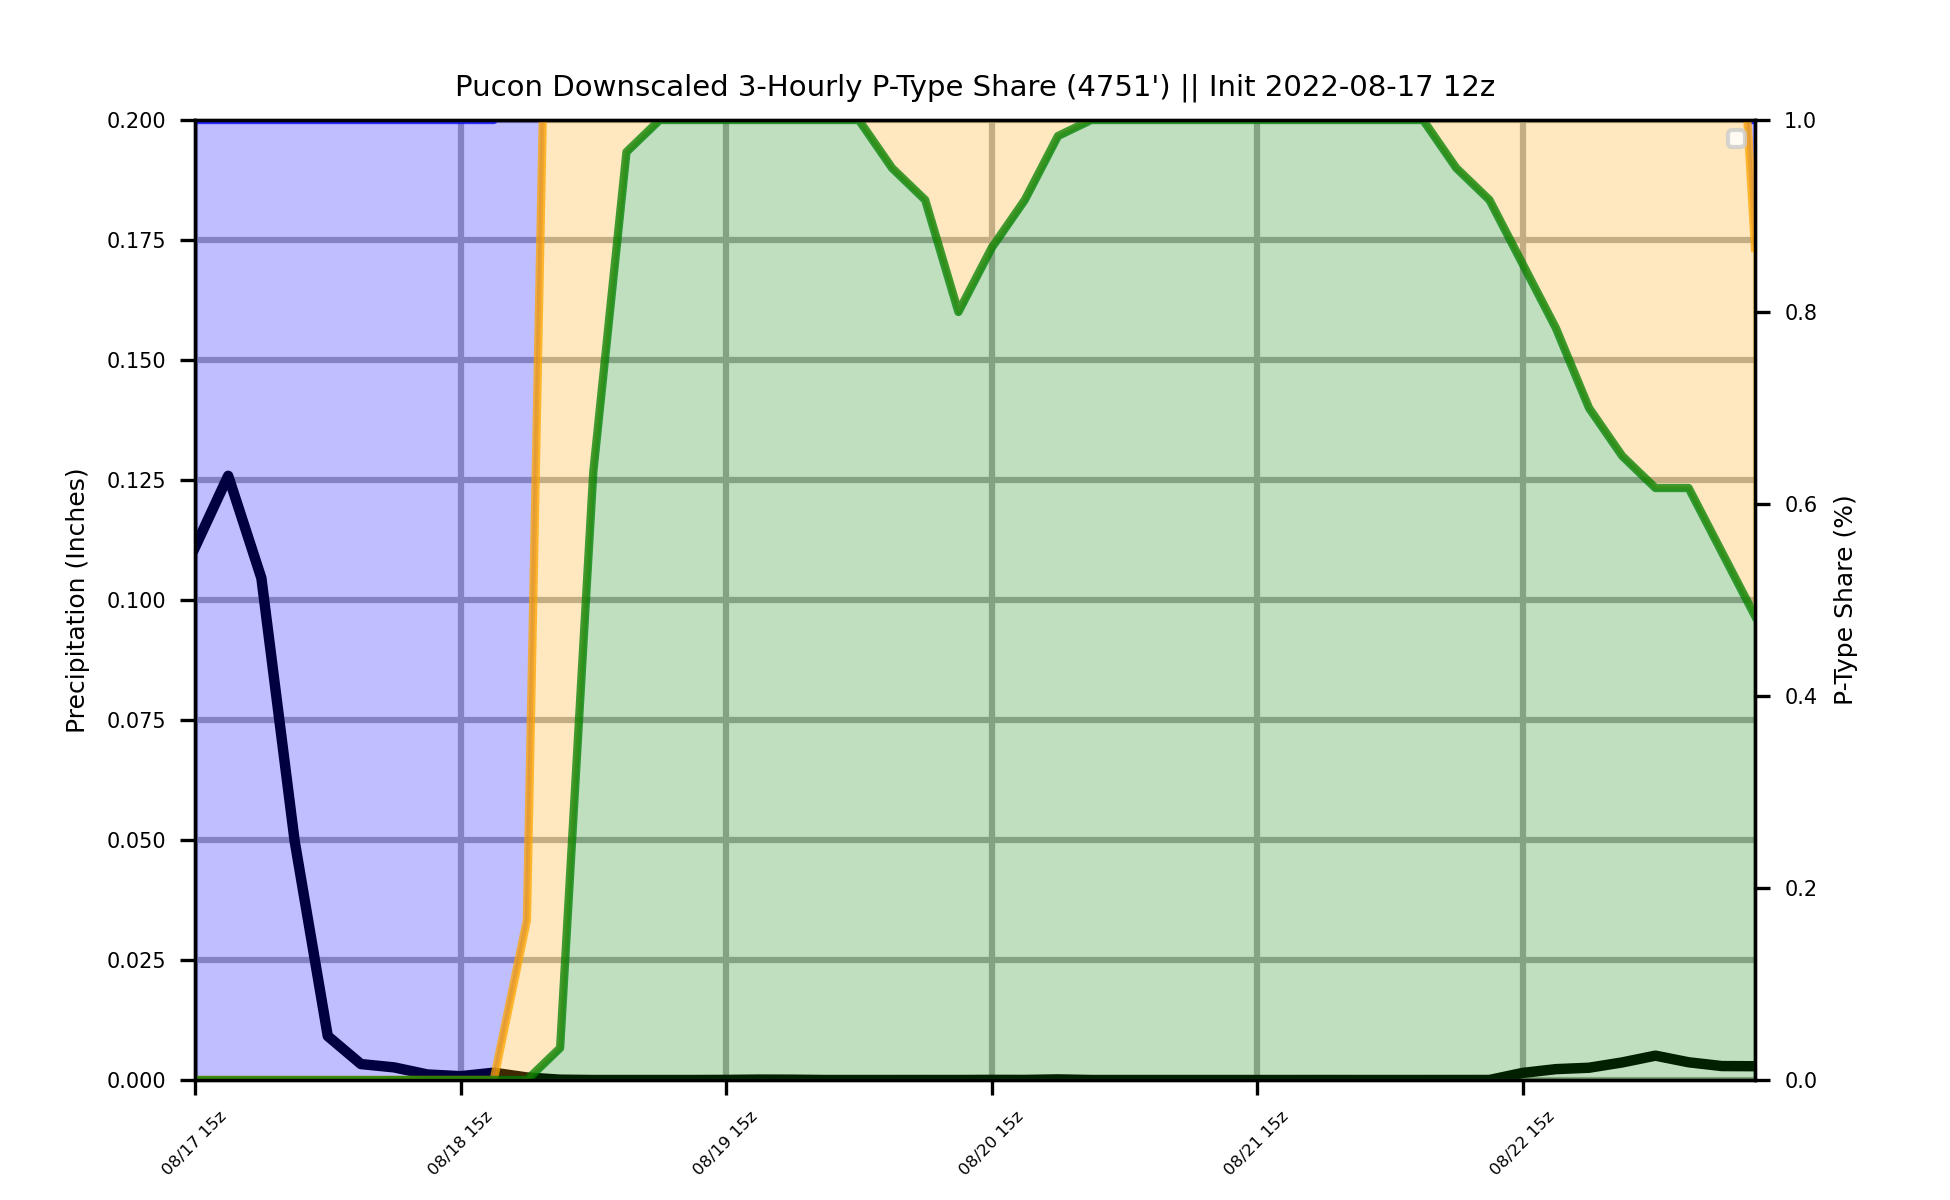 Pucon Downscaled 3-Hourly P-Type Share (4751') || Init 2022-08-17 12z
0.200
0.175
0.150
0.125
0.100
0.075
0.050
0.025
0.000
Precipitation (Inches)
1.0
0.8
0.6
0.4
0.2
0.0
P-Type Share (%)
08/17 15z
08/18 15z
08/19 15z
08/20 15z
08/21 15z
08/22 15z